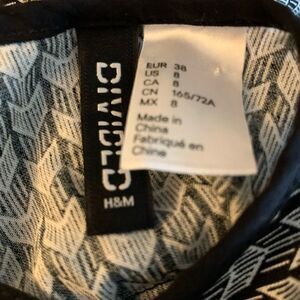 DIVIDED
H&M
EUR 38
US 8
CA 8
CN 165/72A
MX 8
Made in
China
Fabriqué en
Chine